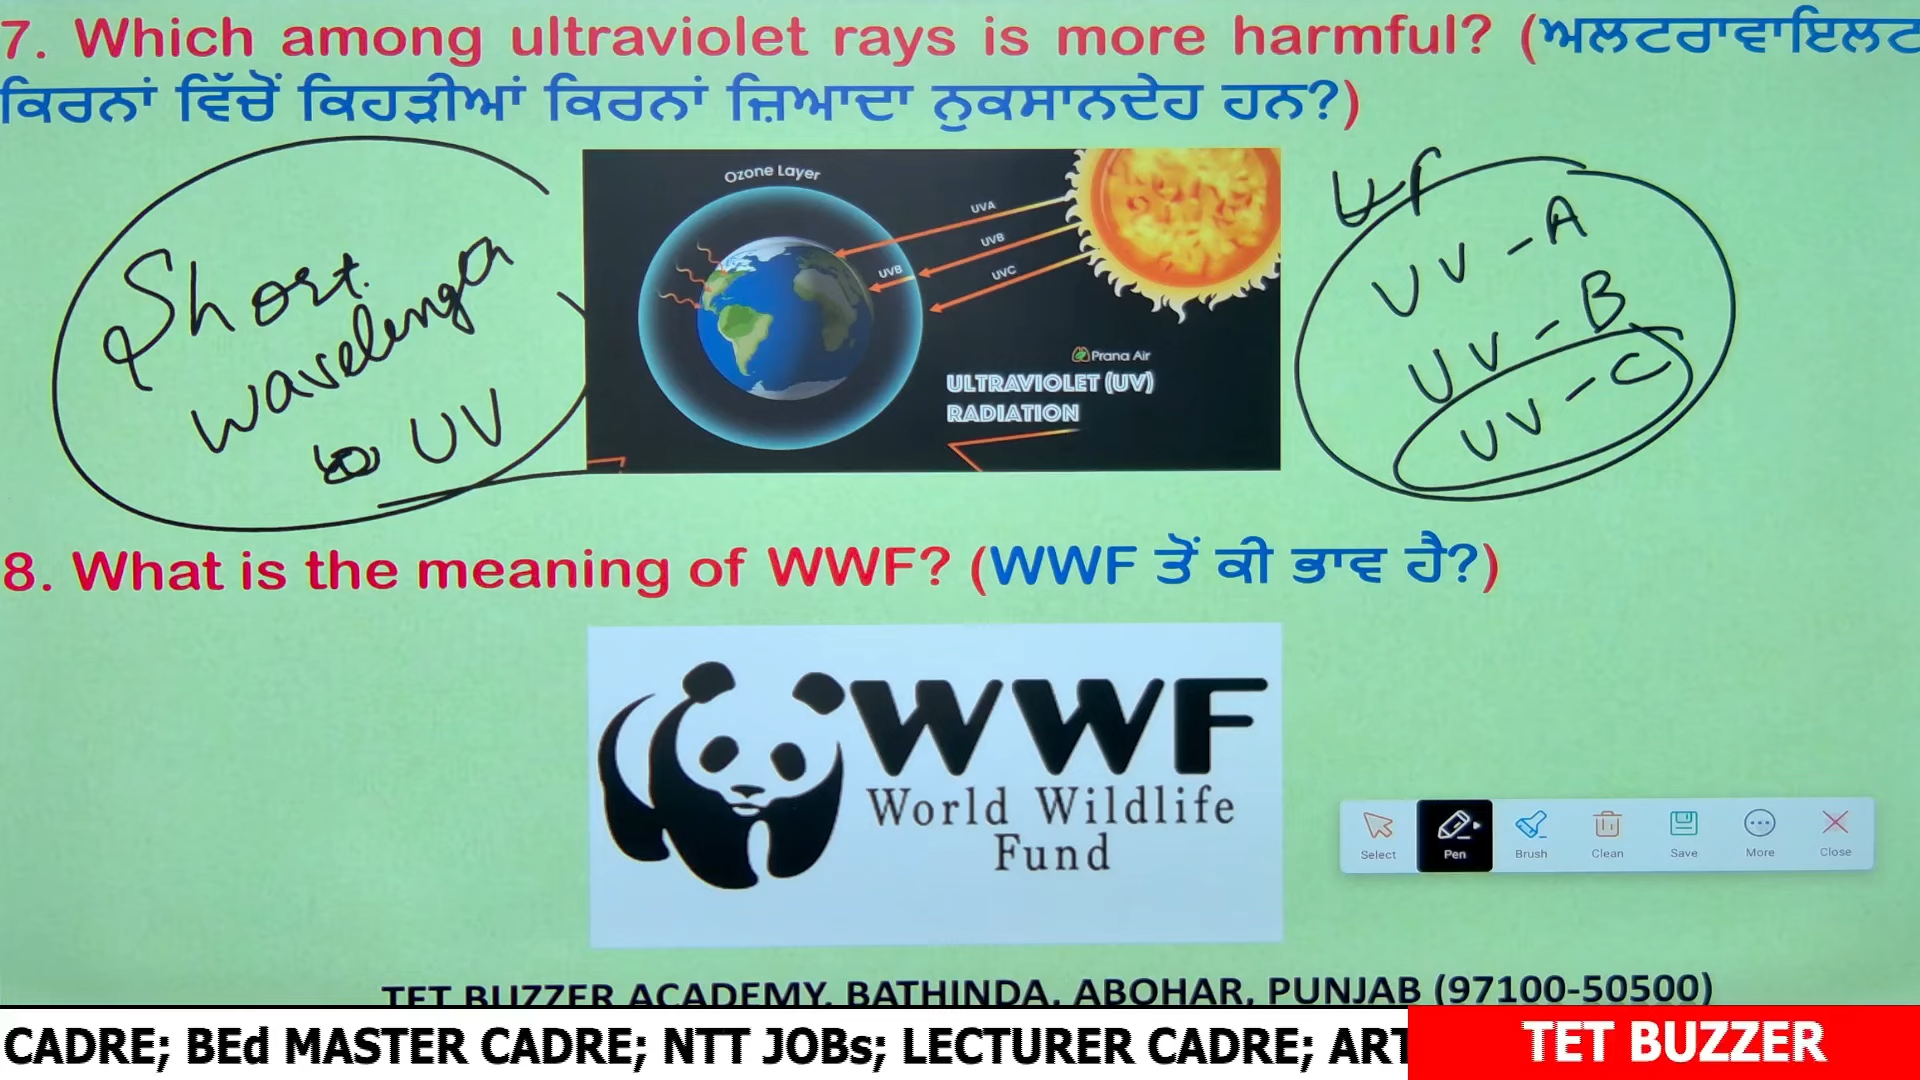 7. Which among ultraviolet rays is more harmful? (ਅਲਟਰਾਵਾਇਲਟ
ਕਿਰਨਾਂ ਵਿੱਚੋਂ ਕਿਹੜੀਆਂ ਕਿਰਨਾਂ ਜ਼ਿਆਦਾ ਨੁਕਸਾਨਦੇਹ ਹਨ?)
Short
UV
Ozone Layer
UVA
UVB
UVB
UVC
Prana Air
ULTRAVIOLET (UV)
RADIATION
UV - A
UV - B
UV - C
8. What is the meaning of WWF? (WWF ਤੋਂ ਕੀ ਭਾਵ ਹੈ?)
WWF
World Wildlife
Fund
Select
Pen
Brush
Clean
Save
More
Close
TET BUZZER ACADEMY, BATHINDA, ABOHAR, PUNJAB (97100-50500)
CADRE; BEd MASTER CADRE; NTT JOBs; LECTURER CADRE; ART
TET BUZZER